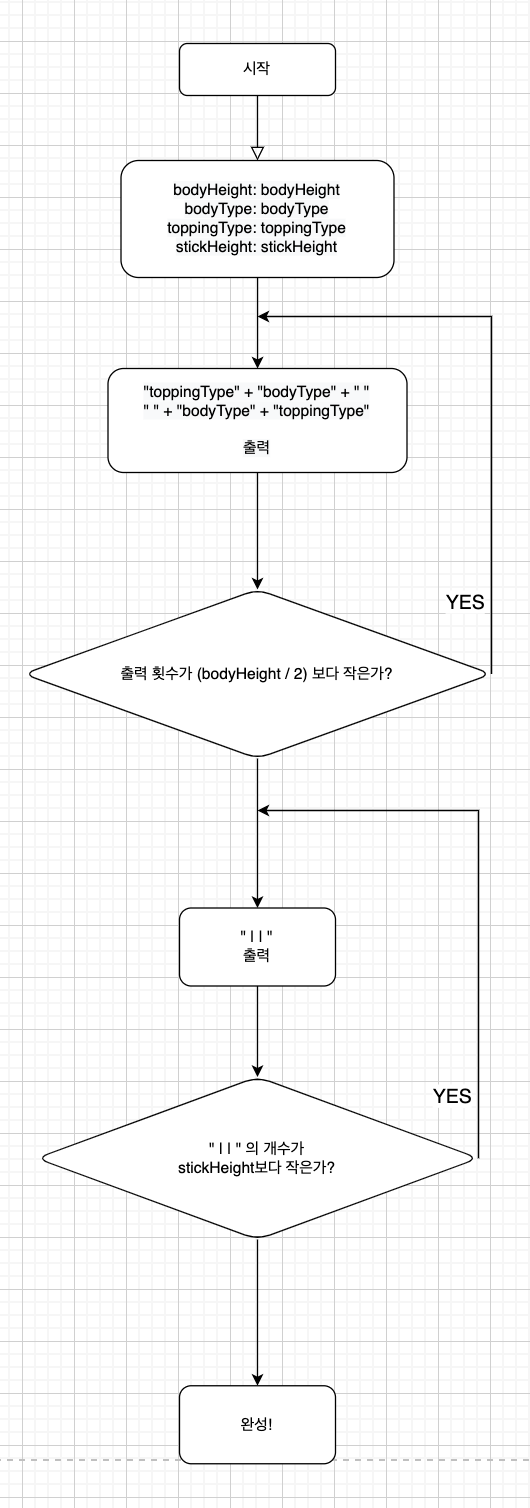 시작
bodyHeight: bodyHeight
bodyType: bodyType
toppingType: toppingType
stickHeight: stickHeight
"toppingType" + "bodyType" + " "
" " + "bodyType" + "toppingType"
출력
YES
출력 횟수가 (bodyHeight / 2) 보다 작은가?
" | | "
출력
YES
" | | " 의 개수가
stickHeight보다 작은가?
완성!